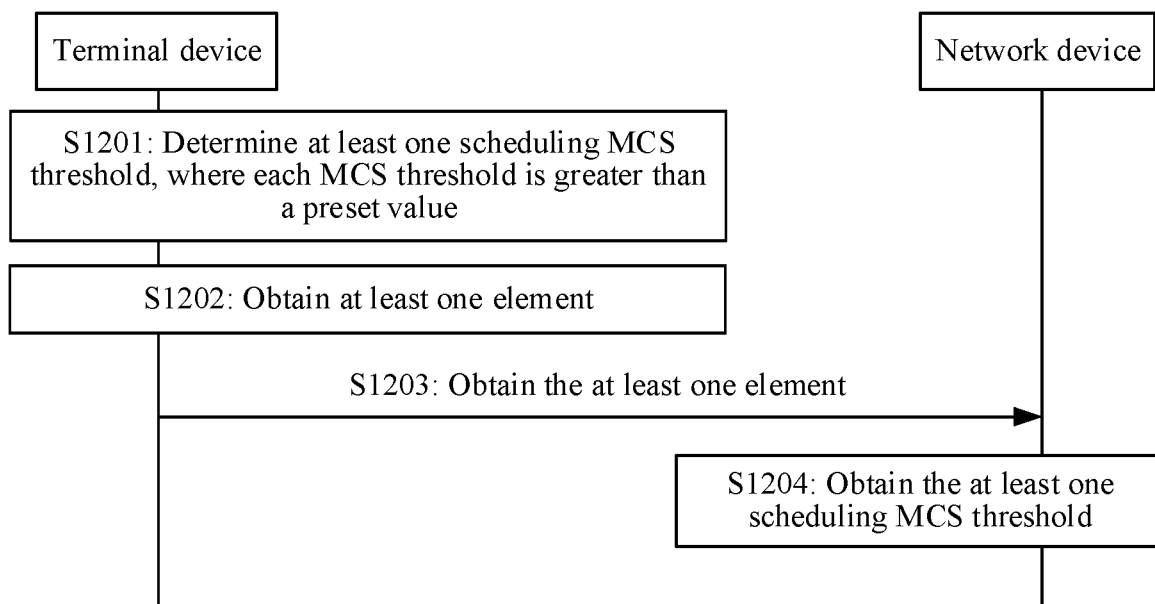 Terminal device
Network device
S1201: Determine at least one scheduling MCS
threshold, where each MCS threshold is greater than
a preset value
S1202: Obtain at least one element
S1203: Obtain the at least one element
S1204: Obtain the at least one
scheduling MCS threshold